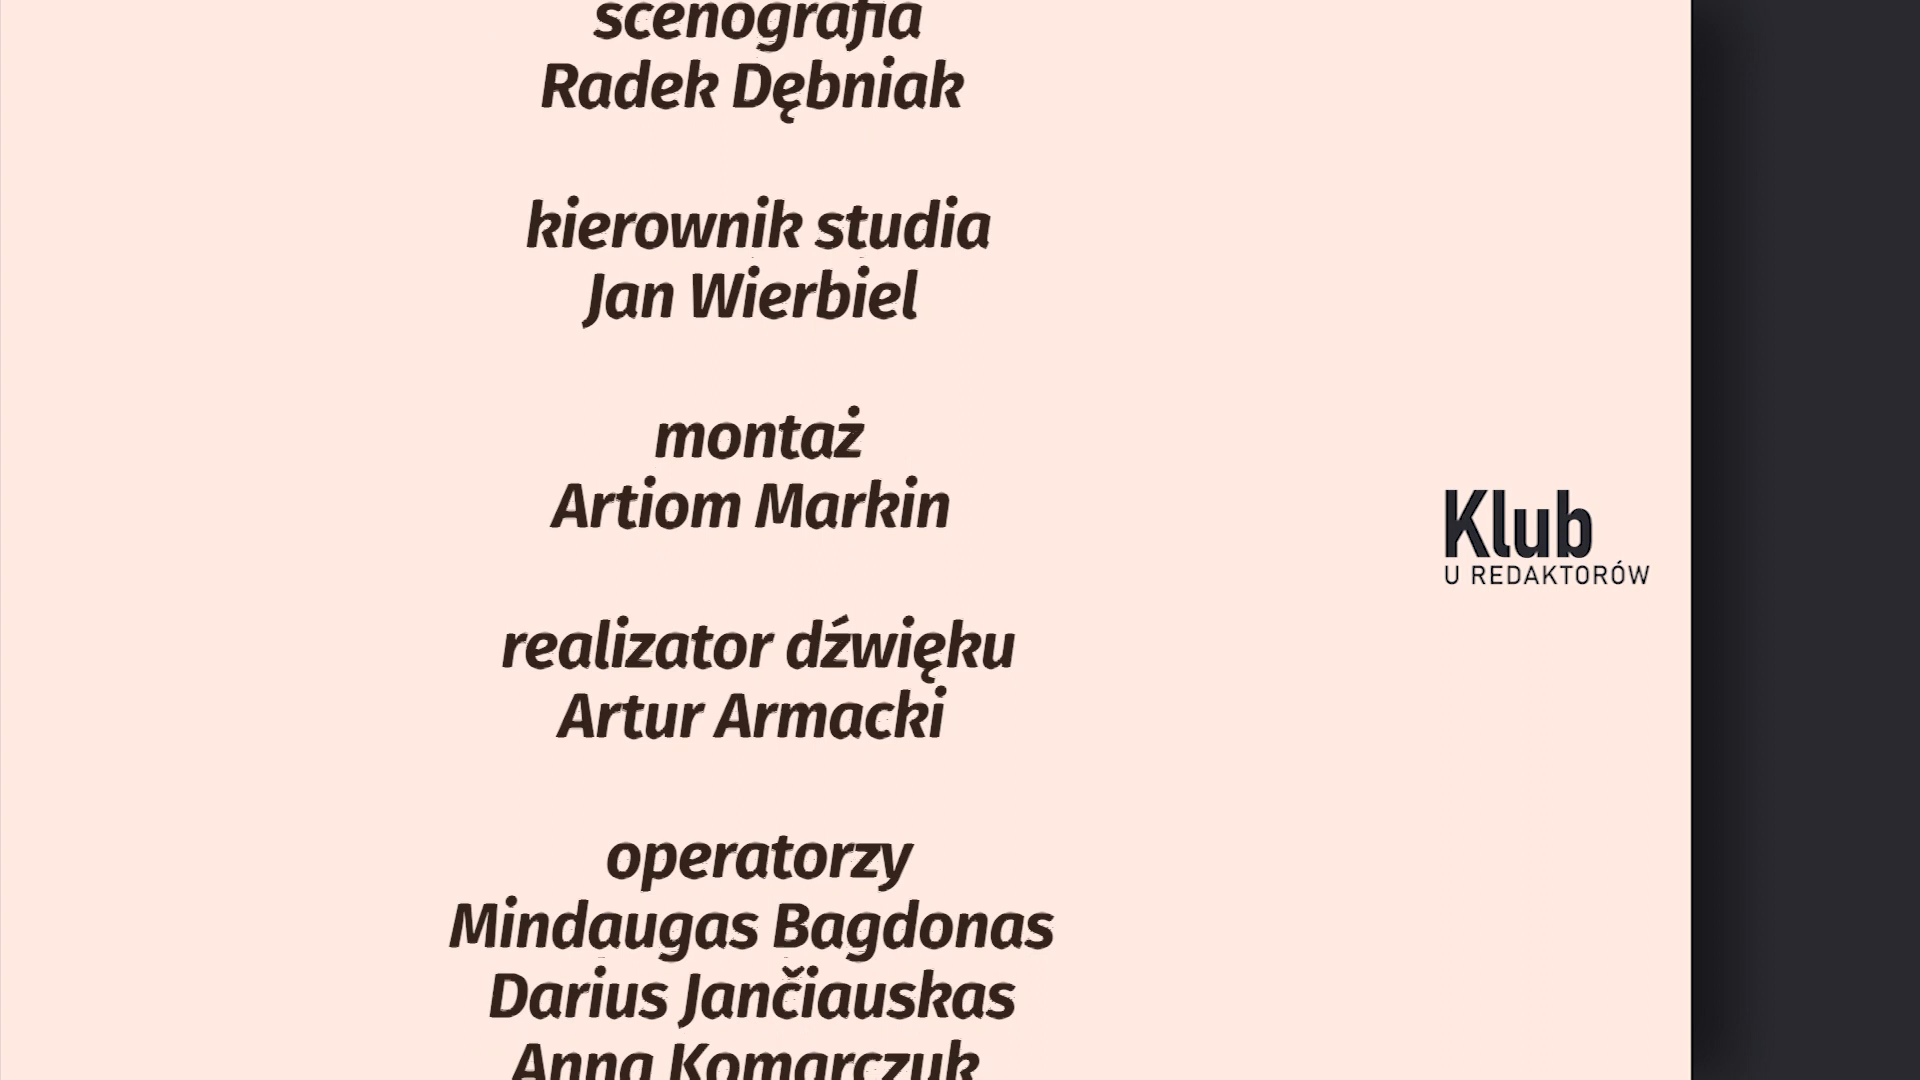 scenografia
Radek Dębniak
kierownik studia
Jan Wierbiel
montaż
Artiom Markin
realizator dźwięku
Artur Armacki
operatorzy
Mindaugas Bagdonas
Darius Jančiauskas
Anna Komarczuk
Klub
U REDAKTORÓW